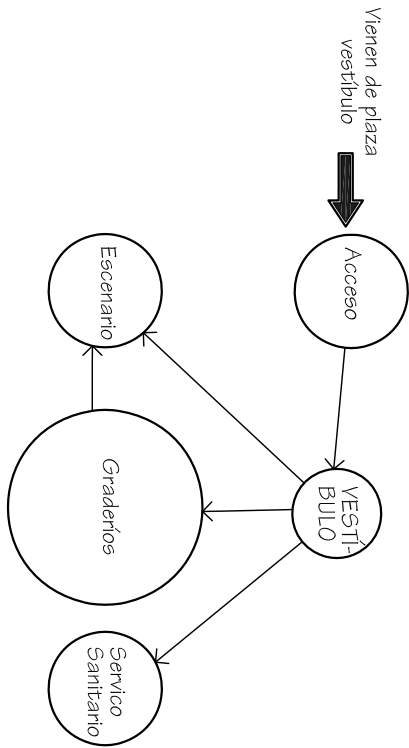 Vienen de plaza
vestíbulo
Acceso
VESTÍ-
BULO
Escenario
Graderíos
Servico
Sanitario